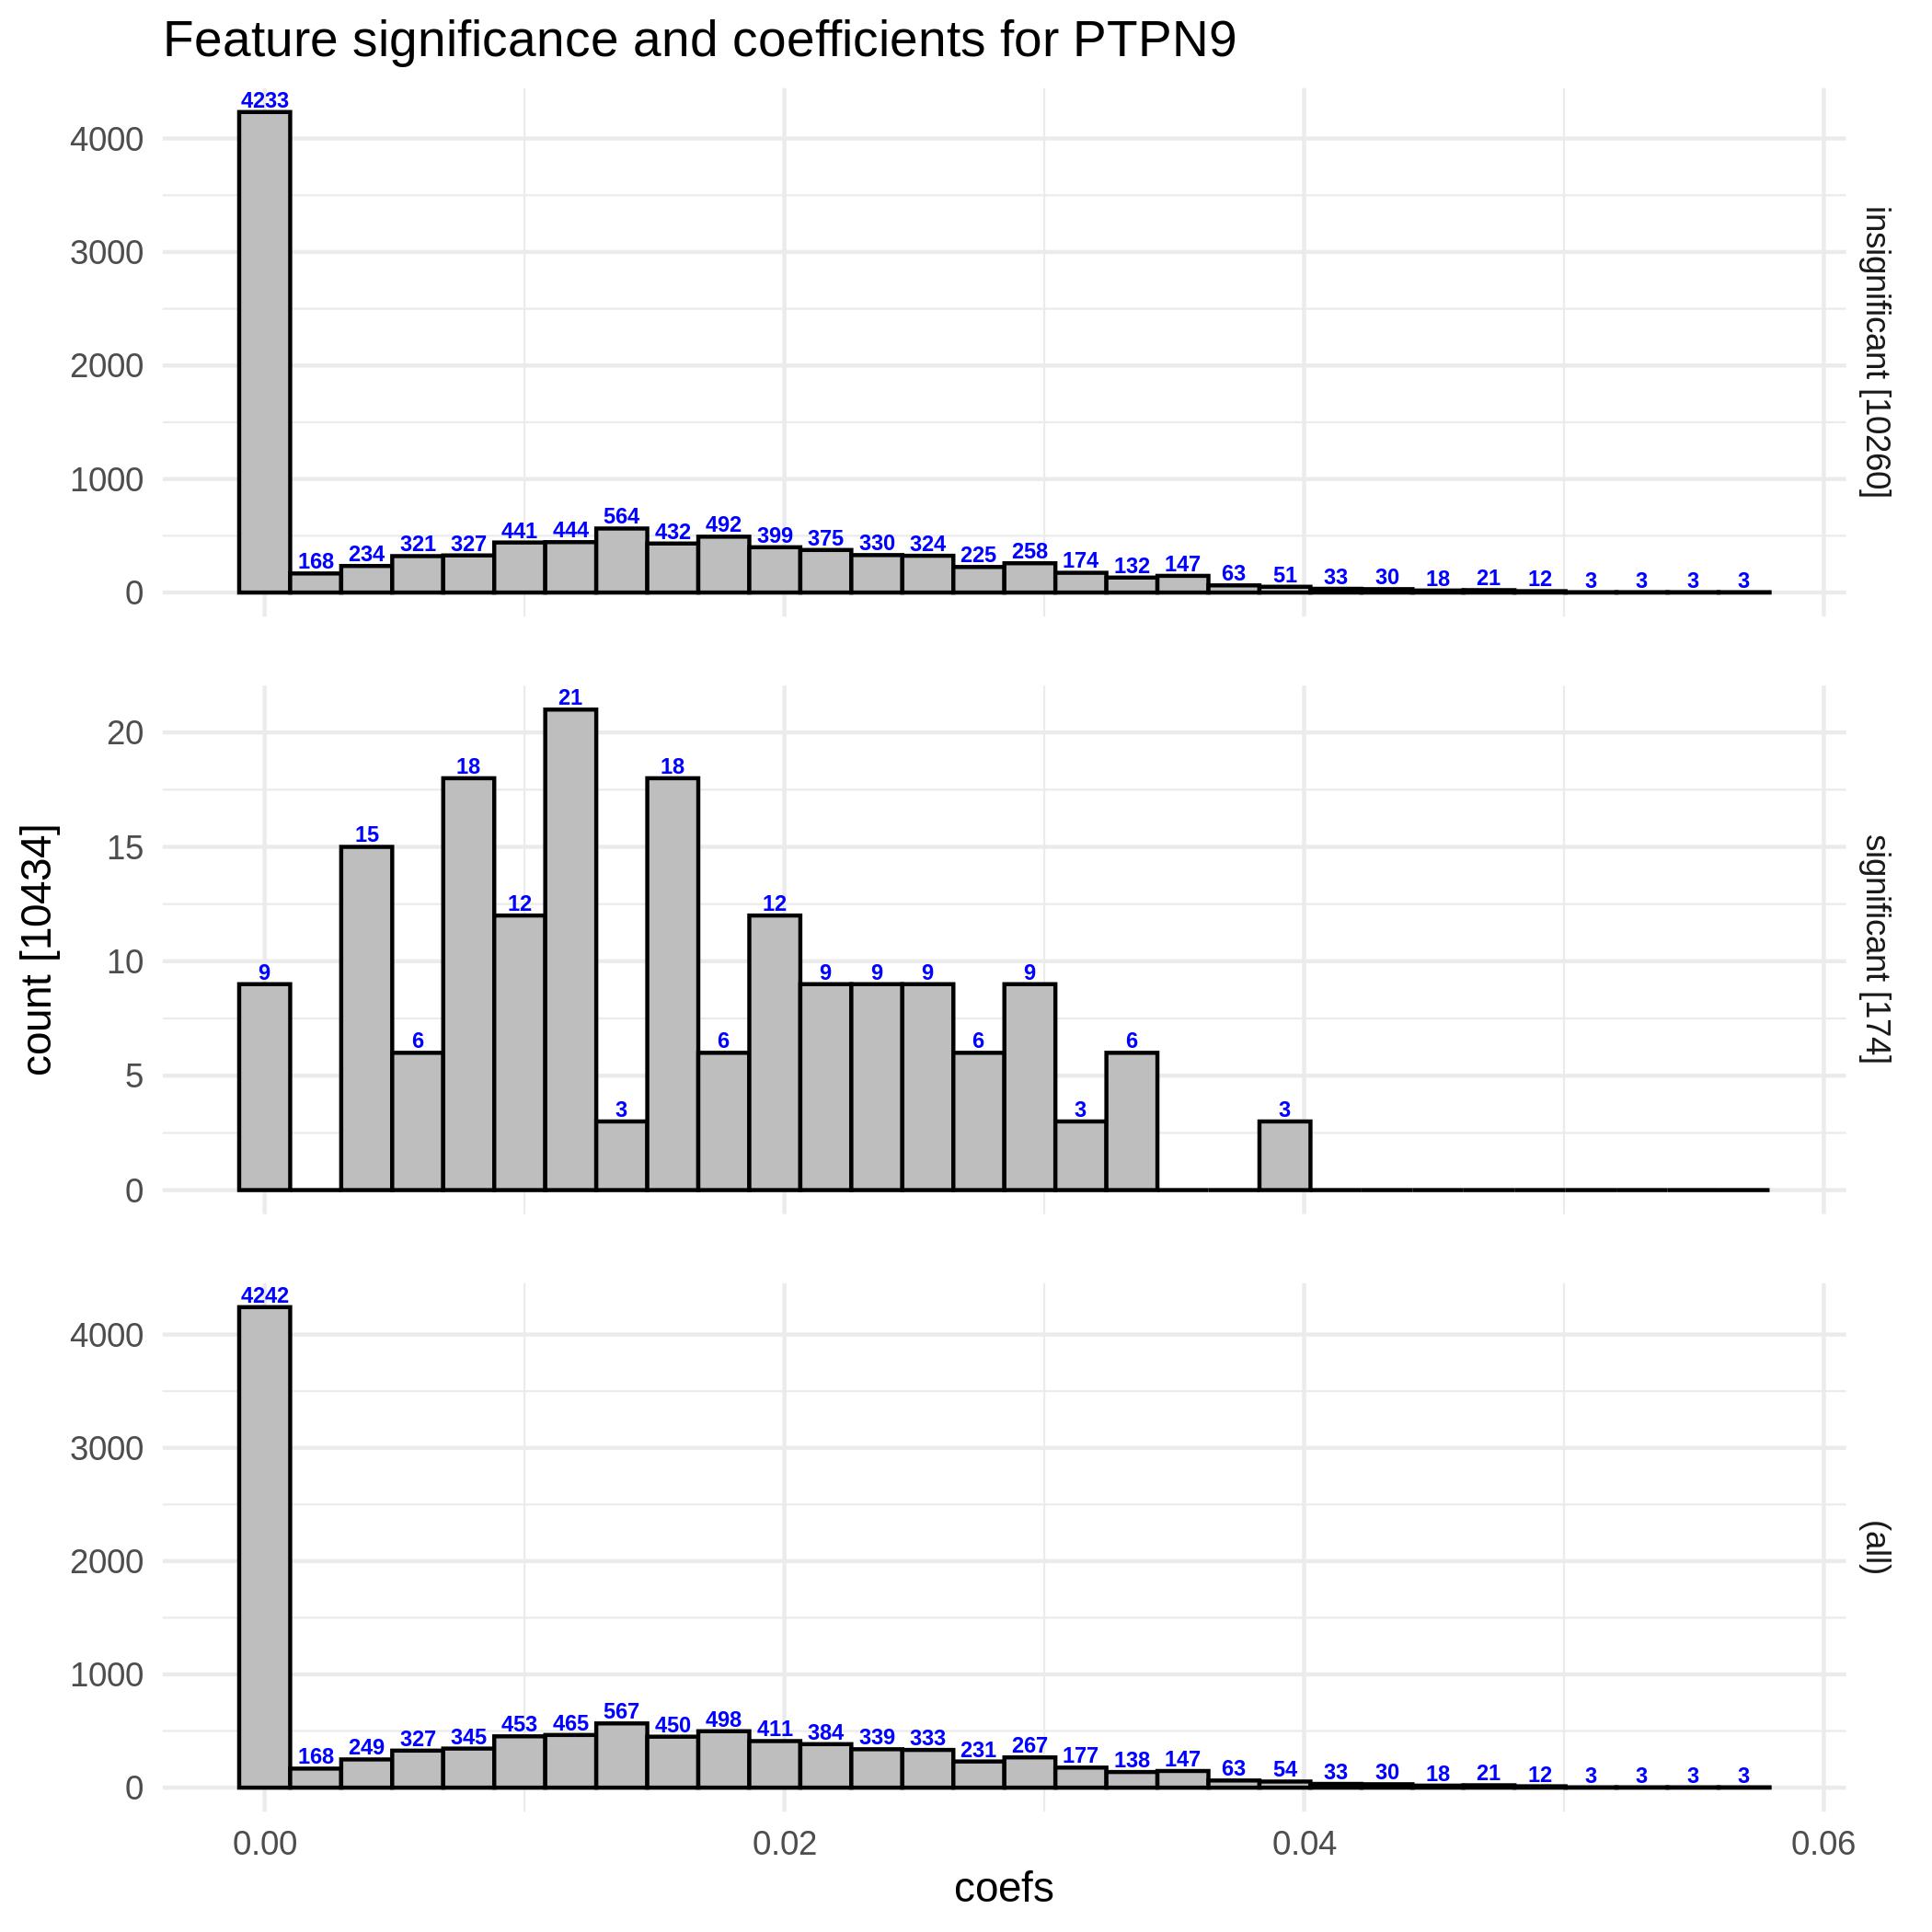 Feature significance and coefficients for PTPN9
4233
4000
3000
2000
1000
0
168 234 321 327 441 444 564 432 492 399 375 330 324 225 258 174 132 147 63 51 33 30 18 21 12 3 3 3 3
insignificant [10260]
count [10434]
20
15
10
5
0
9 15 6 18 12 21 3 18 6 12 9 9 9 6 9 3 6 3
significant [174]
4242
4000
3000
2000
1000
0
168 249 327 345 453 465 567 450 498 411 384 339 333 231 267 177 138 147 63 54 33 30 18 21 12 3 3 3 3
(all)
0.00 0.02 0.04 0.06
coefs